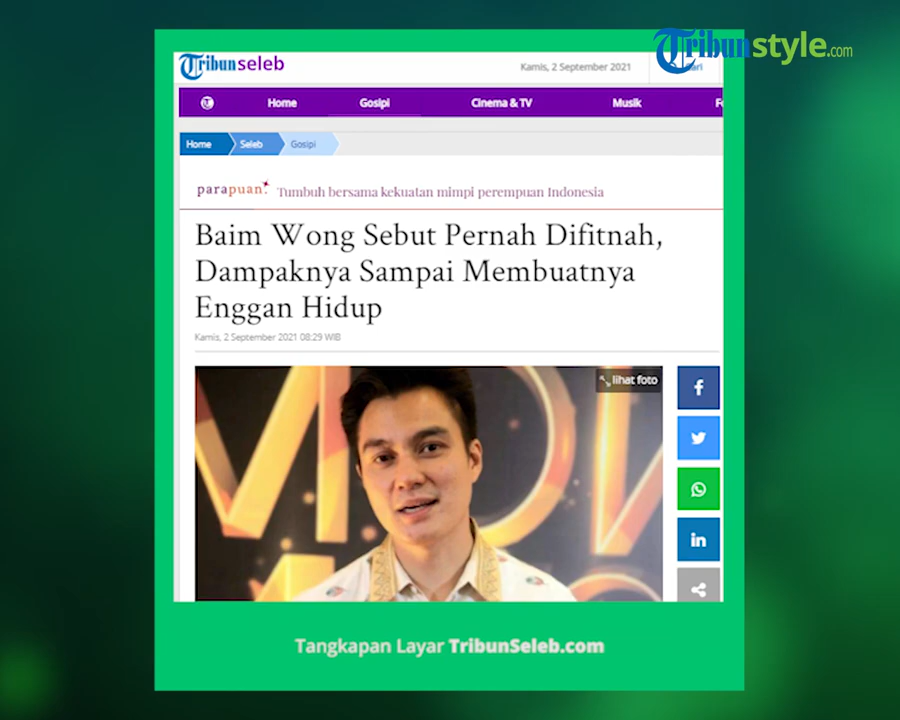 Tribunstyle.com
Tribunseleb
Kamis, 2 September 2021
Cari
Home
Gosipi
Cinema & TV
Musik
Home
Seleb
Gosipi
parapuan.
Tumbuh bersama kekuatan mimpi perempuan Indonesia
Baim Wong Sebut Pernah Difitnah,
Dampaknya Sampai Membuatnya
Enggan Hidup
Kamis, 2 September 2021 08:29 WIB
lihat foto
Tangkapan Layar TribunSeleb.com